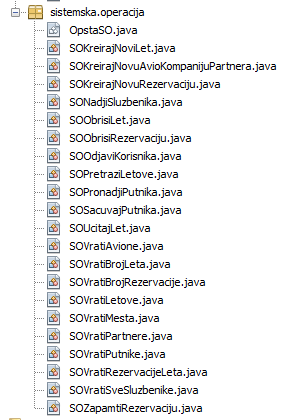 sistemska.operacija
OpstaSO.java
SOKreirajNoviLet.java
SOKreirajNovuAvioKompanijuPartnera.java
SOKreirajNovuRezervaciju.java
SONadjiSluzbenika.java
SOObrisiLet.java
SOObrisiRezervaciju.java
SOOdjaviKorisnika.java
SOPretraziLetove.java
SOPronadjiPutnika.java
SOSacuvajPutnika.java
SOUcitajLet.java
SOVratiAvione.java
SOVratiBrojLeta.java
SOVratiBrojRezervacije.java
SOVratiLetove.java
SOVratiMesta.java
SOVratiPartnere.java
SOVratiPutnike.java
SOVratiRezervacijeLeta.java
SOVratiSveSluzbenike.java
SOZapamtiRezervaciju.java